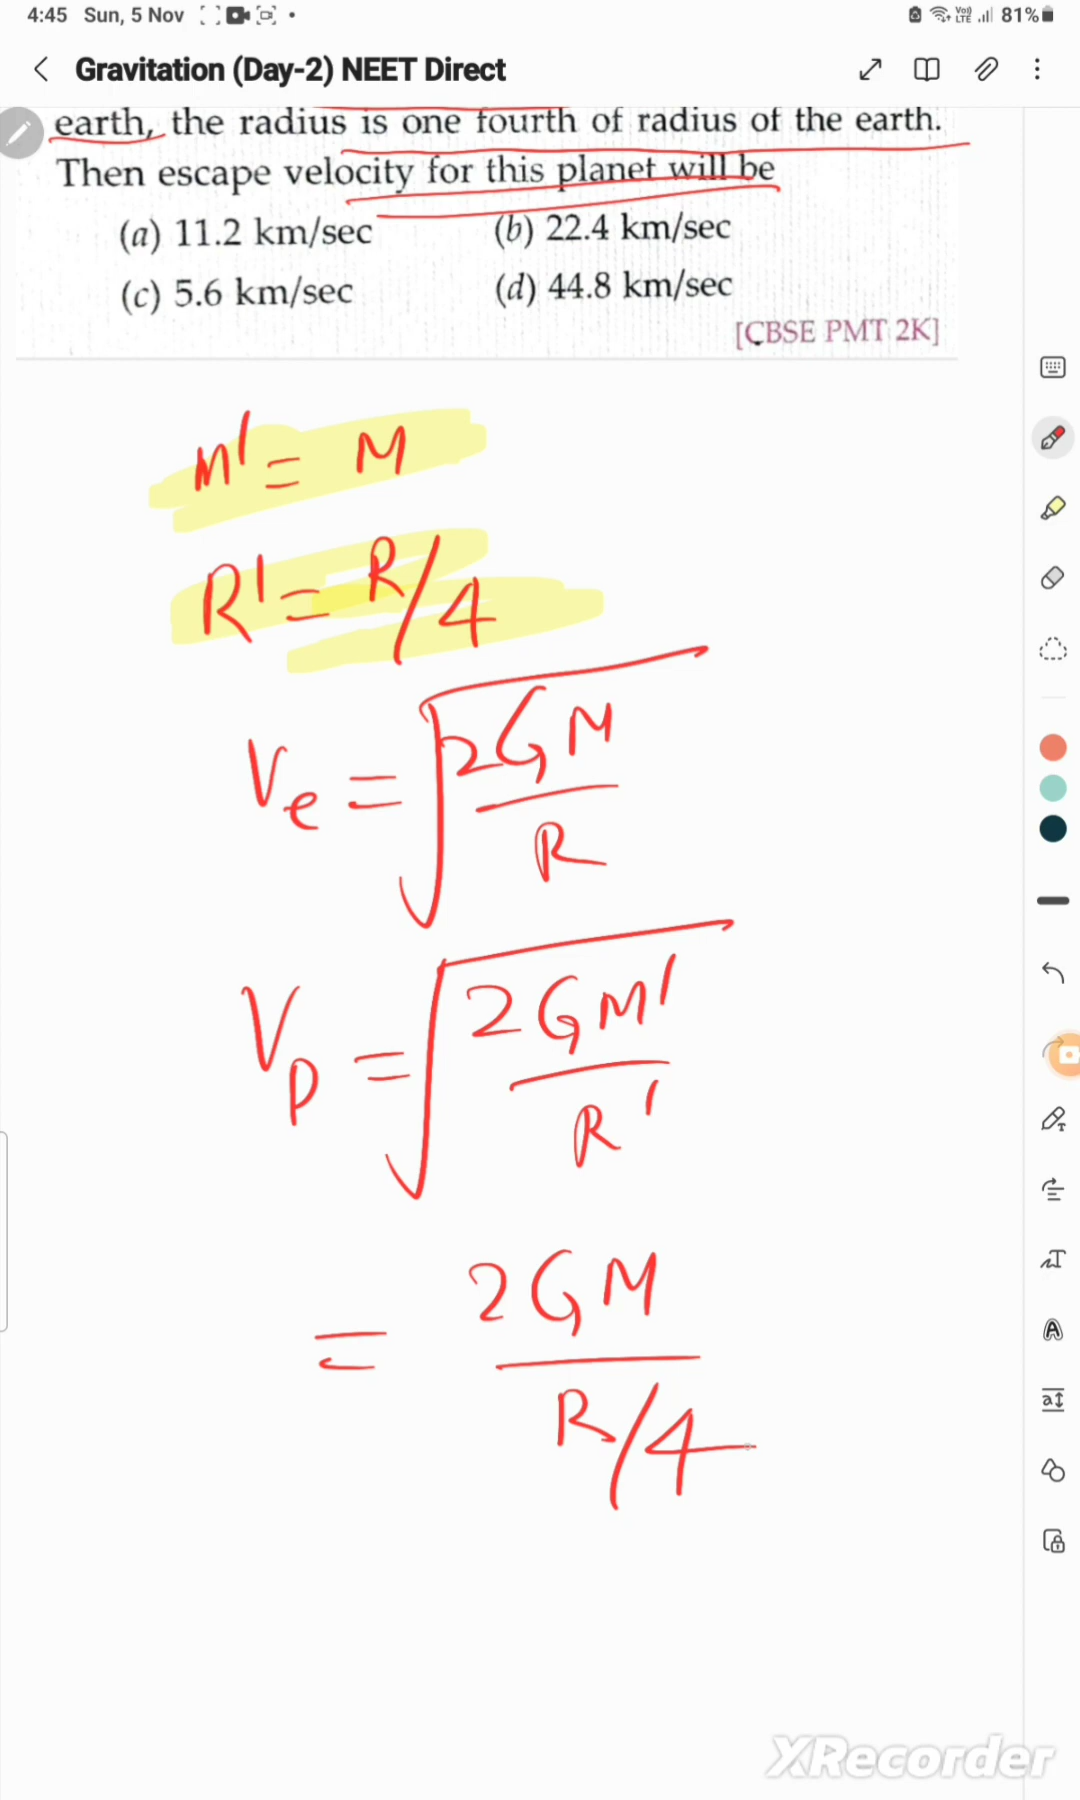 4:45 Sun, 5 Nov 81%
Gravitation (Day-2) NEET Direct
earth, the radius is one fourth of radius of the earth.
Then escape velocity for this planet will be
(a) 11.2 km/sec (b) 22.4 km/sec
(c) 5.6 km/sec (d) 44.8 km/sec
[CBSE PMT 2K]
M' = M
R' = R/4
Ve = √2GM/R
Vp = √2GM'/R'
= 2GM
R/4
XRecorder